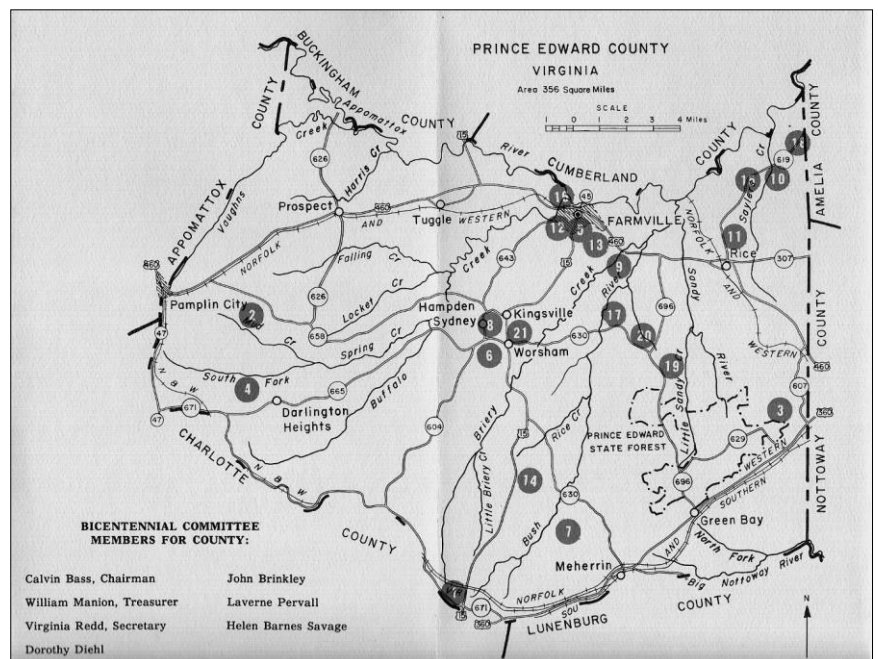 PRINCE EDWARD COUNTY
VIRGINIA
Area 356 Square Miles
SCALE
1 0 1 2 3 4 Miles
BUCKINGHAM
COUNTY
Appomattox
River
COUNTY
CUMBERLAND
COUNTY
COUNTY
AMELIA
COUNTY
APPOMATTOX
Vaughns
Creek
626
Harris Cr
15
45
Saylers Cr
619
10
11
Prospect
460
Tuggle
NORFOLK AND WESTERN
FARMVILLE
12
5
13
460
9
NORFOLK AND WESTERN
Rice
307
460
Pamplin City
47
2
Falling Cr
626
Locket Cr
658
643
Creek
15
Creek
River
Sandy
River
696
Hampden
Sydney
Kingsville
8
21
Worsham
6
630
17
20
19
Spring Cr
South Fork
4
665
Buffalo
Darlington
Heights
N & W
671
47
CHARLOTTE
N & W
COUNTY
604
Briery
Little Briery Cr
15
Rice Cr
14
Bush
630
7
PRINCE EDWARD
STATE FOREST
Little Sandy Cr
629
696
3
607
360
NOTTOWAY
COUNTY
WESTERN
SOUTHERN
AND
Green Bay
North
Fork
Big Nottoway River
Meherrin
NORFOLK
SOU
671
15
360
LUNENBURG
COUNTY
N
BICENTENNIAL COMMITTEE
MEMBERS FOR COUNTY:
Calvin Bass, Chairman
John Brinkley
William Manion, Treasurer
Laverne Pervall
Virginia Redd, Secretary
Helen Barnes Savage
Dorothy Diehl